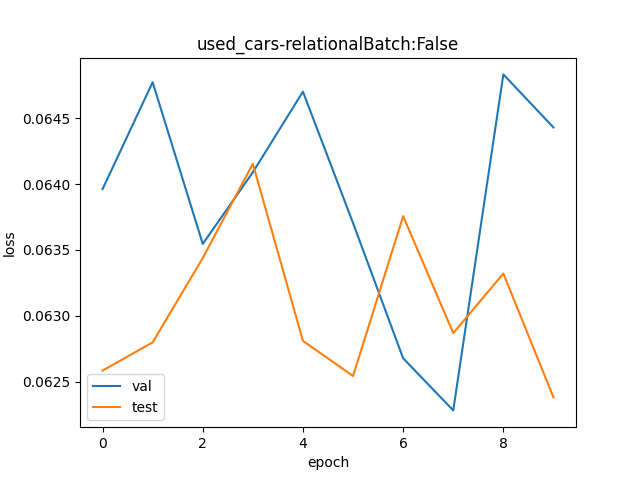 used_cars-relationalBatch:False
loss
0.0645
0.0640
0.0635
0.0630
0.0625
val
test
0 2 4 6 8
epoch